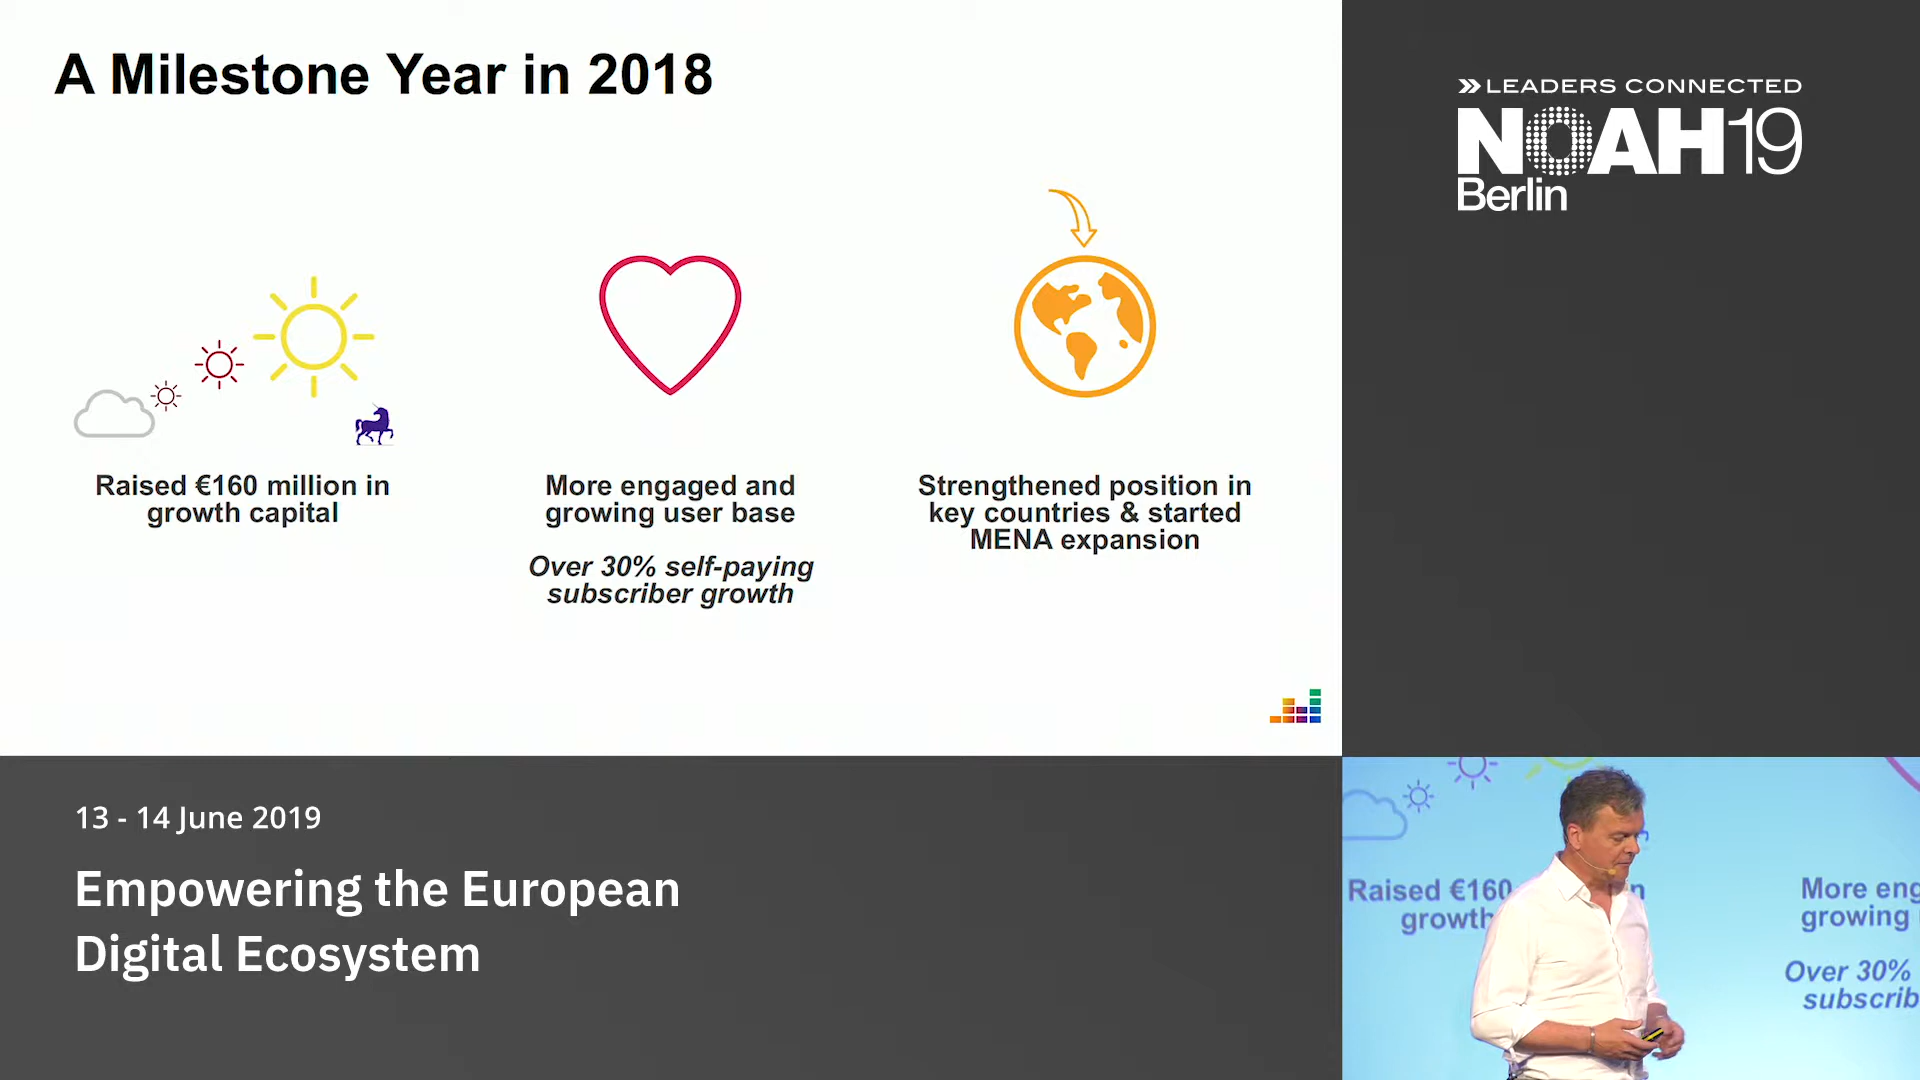 A Milestone Year in 2018
Raised €160 million in
growth capital
More engaged and
growing user base
Over 30% self-paying
subscriber growth
Strengthened position in
key countries & started
MENA expansion
LEADERS CONNECTED
NOAH19
Berlin
13 - 14 June 2019
Empowering the European
Digital Ecosystem
Raised €160
growth
More eng
growing
Over 30%
subscrib